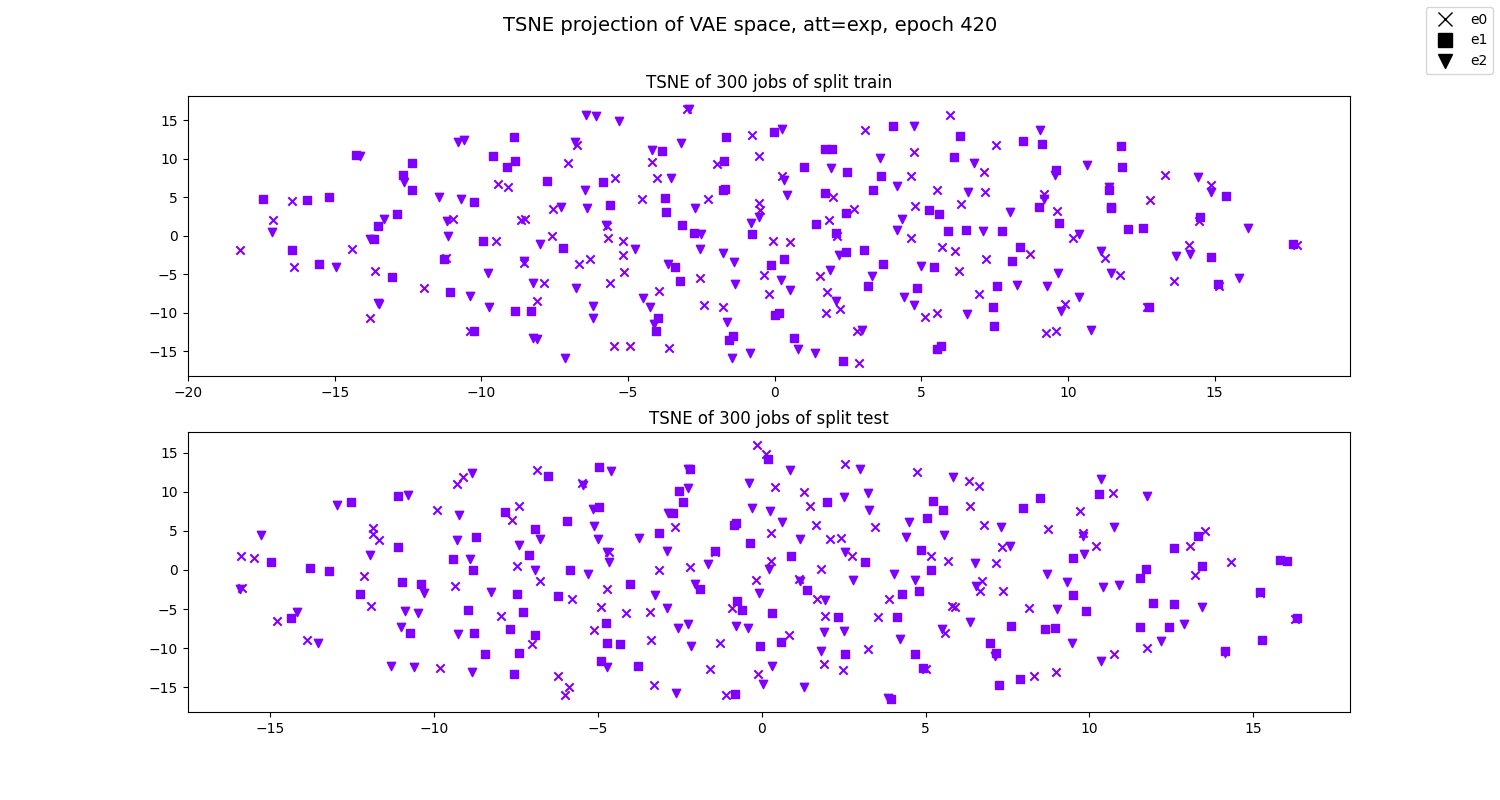 TSNE projection of VAE space, att=exp, epoch 420
e0
e1
e2
TSNE of 300 jobs of split train
15
10
5
0
−5
−10
−15
−20 −15 −10 −5 0 5 10 15
TSNE of 300 jobs of split test
15
10
5
0
−5
−10
−15
−15 −10 −5 0 5 10 15